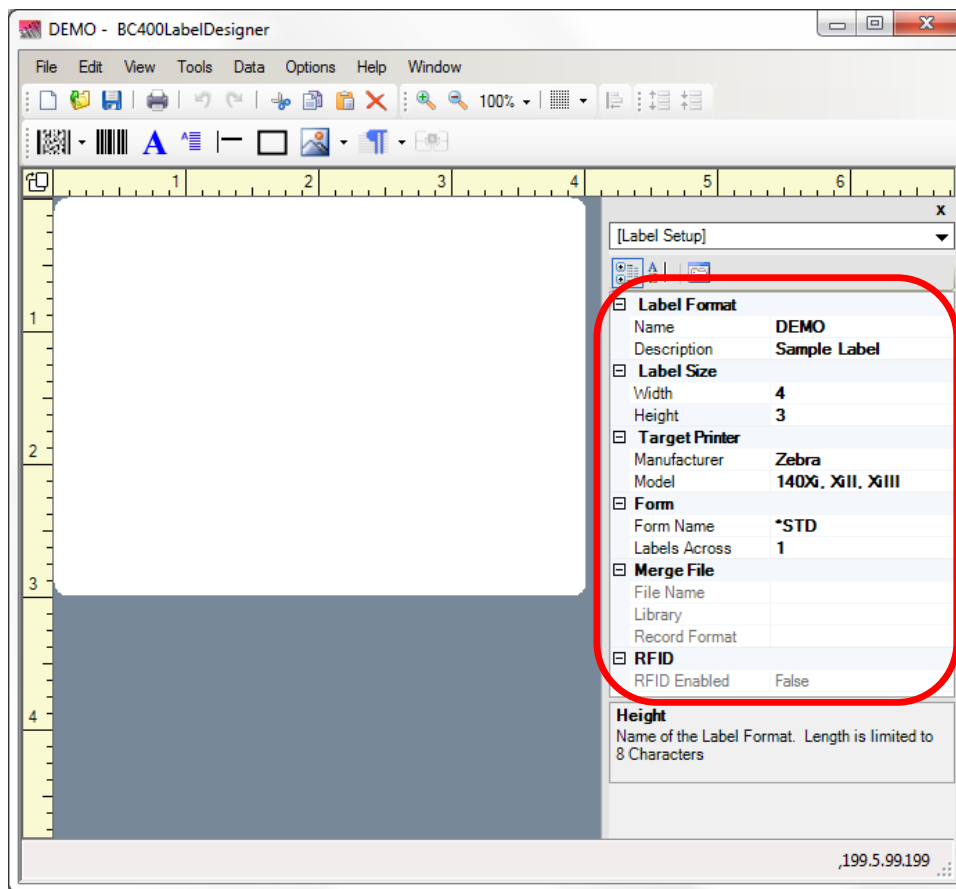 DEMO - BC400LabelDesigner
File Edit View Tools Data Options Help Window
100%
A A
1 2 3 4 5 6
x
[Label Setup]
1
2
3
4
Label Format
Name DEMO
Description Sample Label
Label Size
Width 4
Height 3
Target Printer
Manufacturer Zebra
Model 140Xi, XiII, XiIII
Form
Form Name *STD
Labels Across 1
Merge File
File Name
Library
Record Format
RFID
RFID Enabled False
Height
Name of the Label Format. Length is limited to
8 Characters
,199.5.99.199